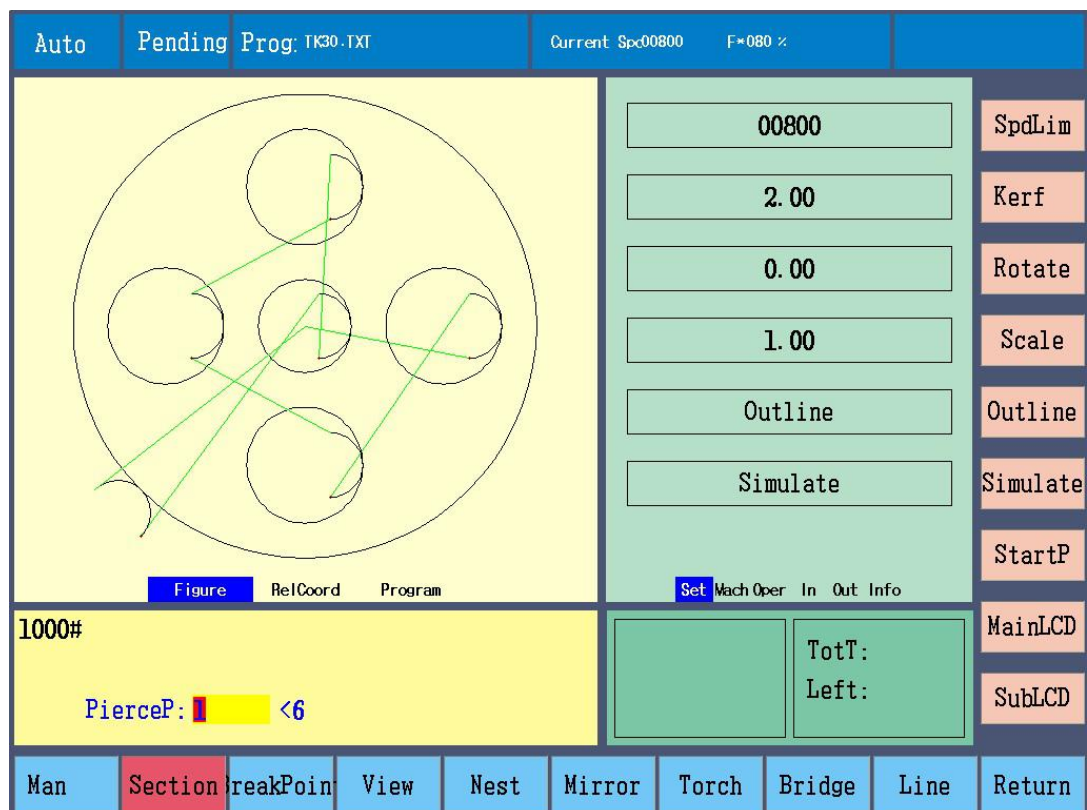 Auto Pending Prog: TK30.TXT Current Spd00800 F*080 %
00800 SpdLim
2.00 Kerf
0.00 Rotate
1.00 Scale
Outline Outline
Simulate Simulate
StartP
Figure RelCoord Program Set Mach Oper In Out Info
1000# MainLCD
TotT:
Left:
PierceP: 1 <6 SubLCD
Man Section reakPoin View Nest Mirror Torch Bridge Line Return